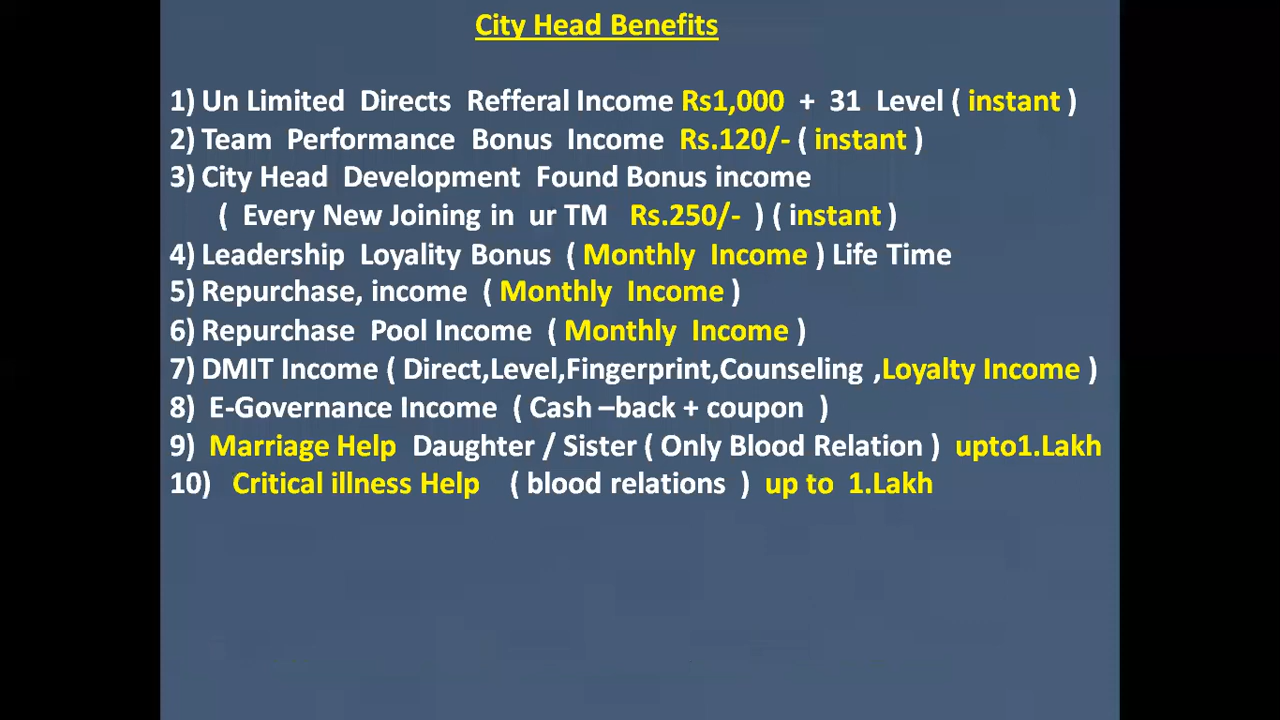 City Head Benefits
1) Un Limited Directs Refferal Income Rs1,000 + 31 Level ( instant )
2) Team Performance Bonus Income Rs.120/- ( instant )
3) City Head Development Found Bonus income
( Every New Joining in ur TM Rs.250/- ) ( instant )
4) Leadership Loyality Bonus ( Monthly Income ) Life Time
5) Repurchase, income ( Monthly Income )
6) Repurchase Pool Income ( Monthly Income )
7) DMIT Income ( Direct,Level,Fingerprint,Counseling ,Loyalty Income )
8) E-Governance Income ( Cash –back + coupon )
9) Marriage Help Daughter / Sister ( Only Blood Relation ) upto1.Lakh
10) Critical illness Help ( blood relations ) up to 1.Lakh